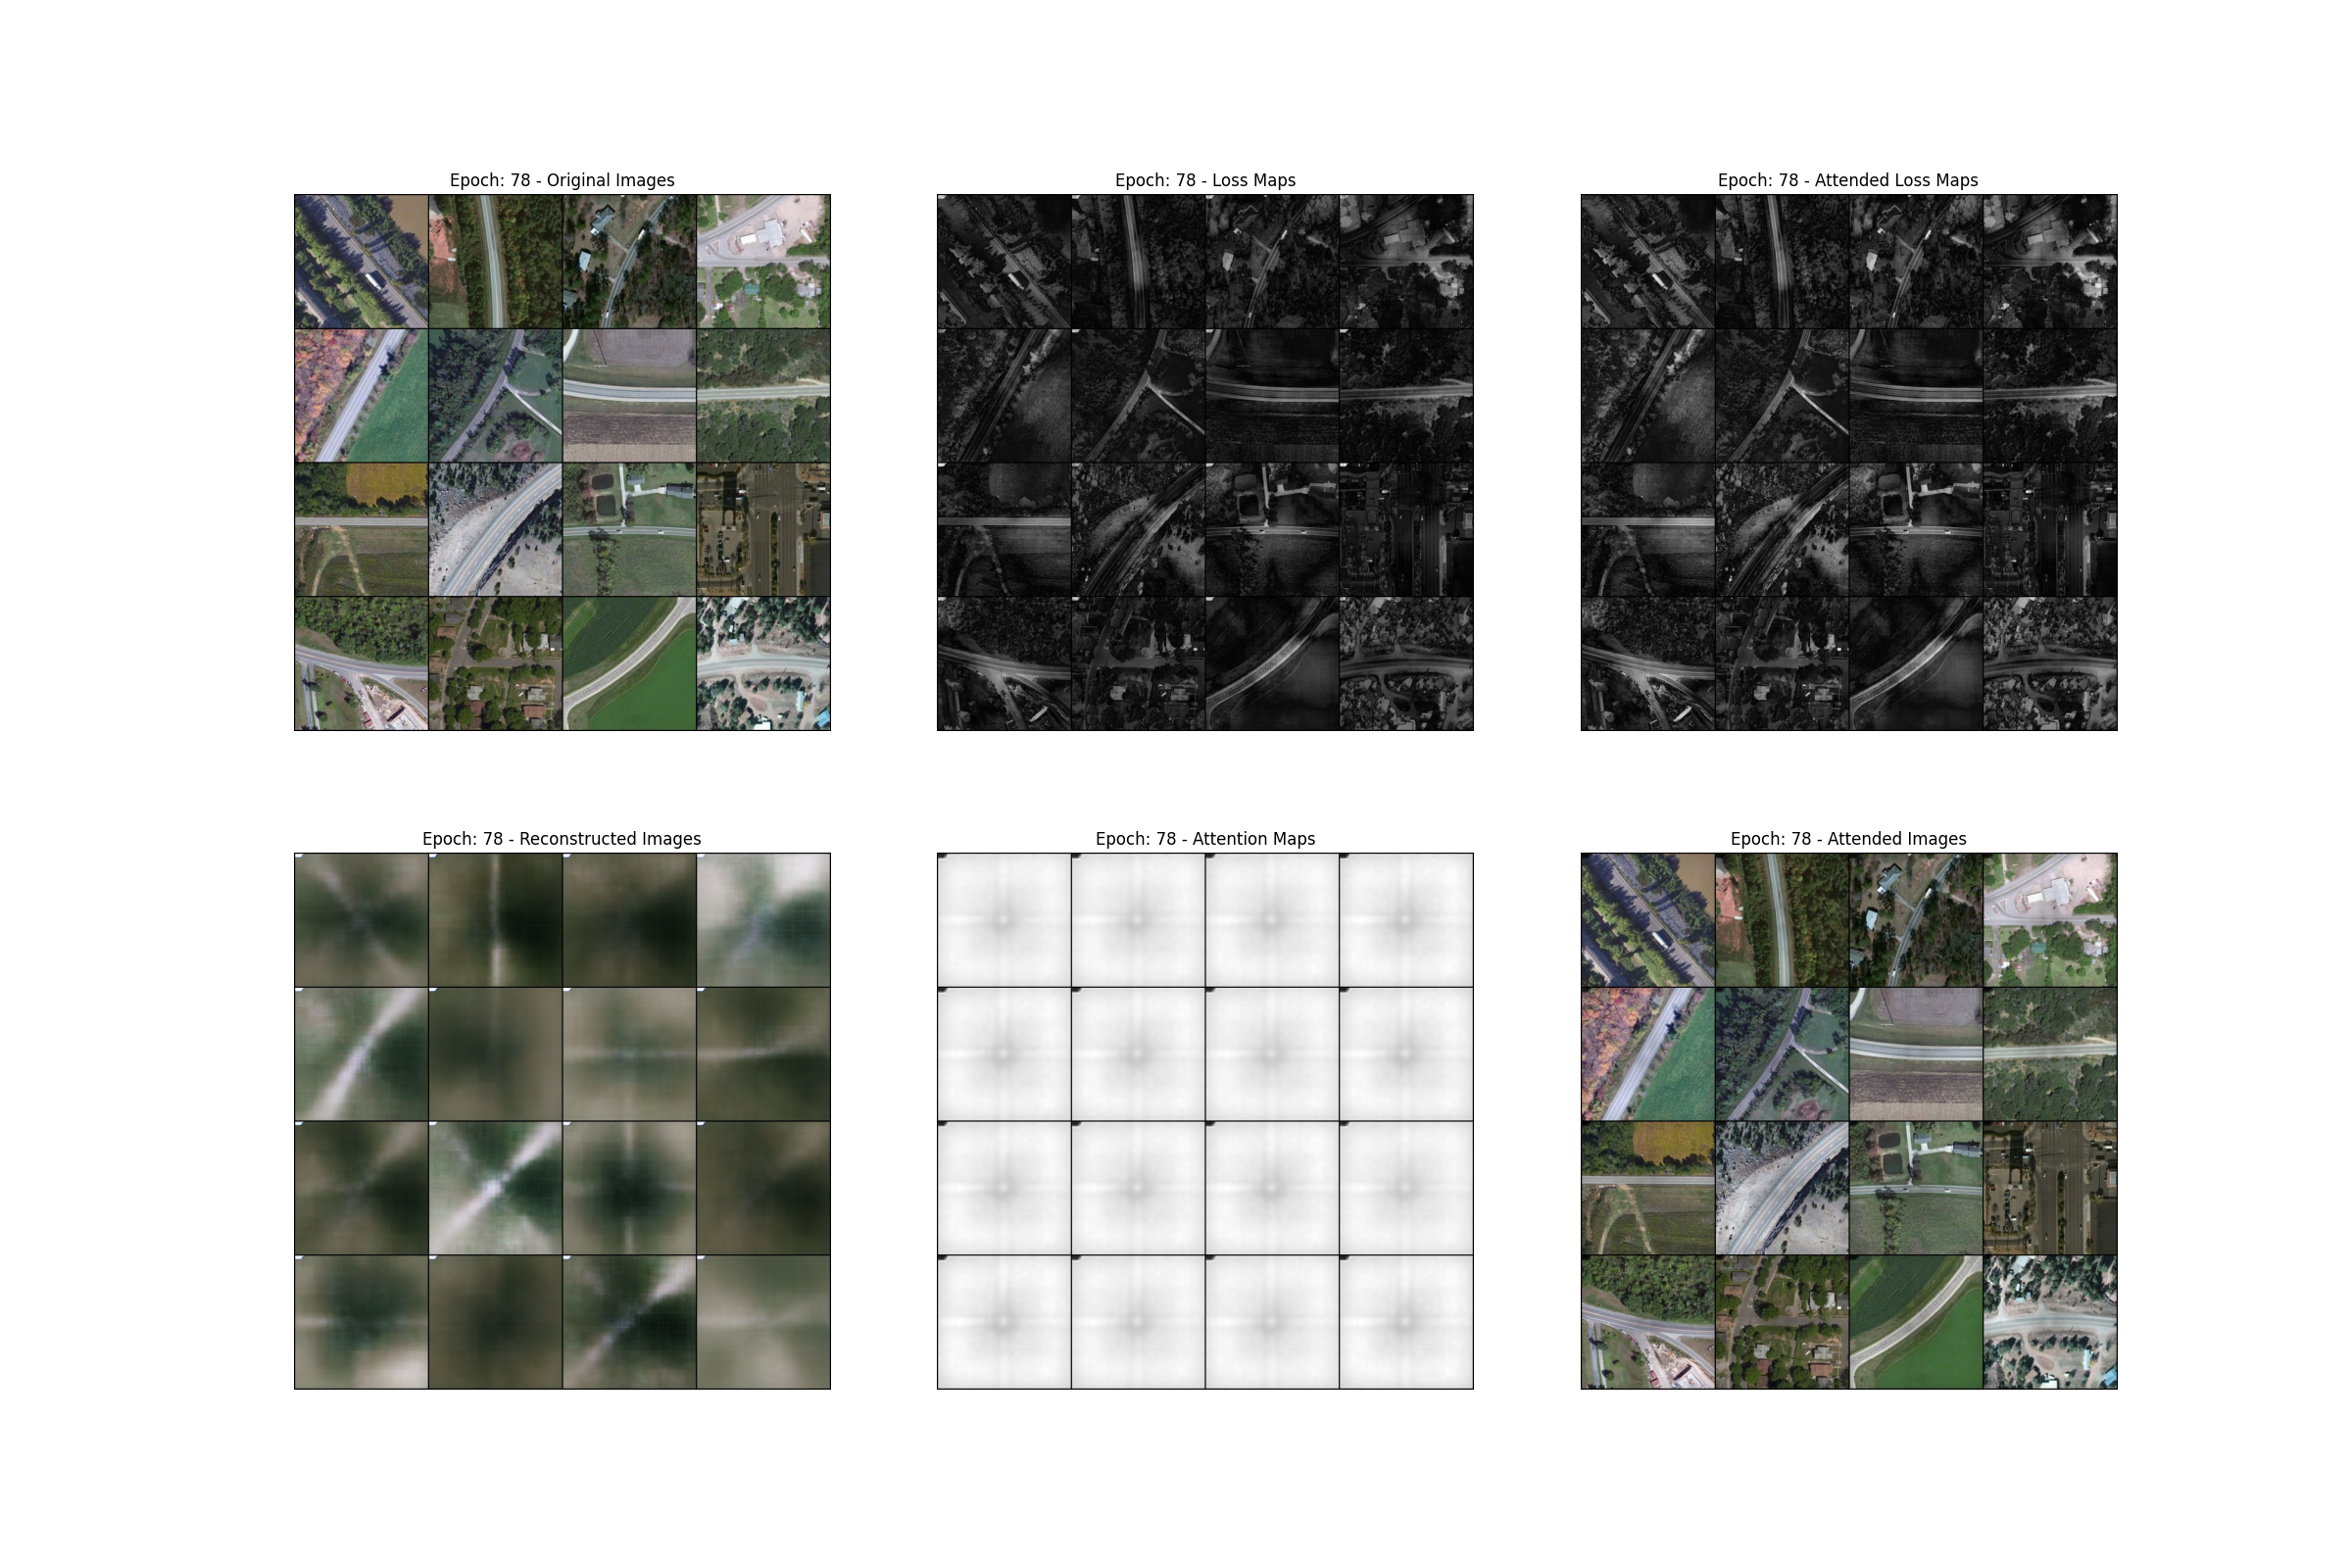 Epoch: 78 - Original Images
Epoch: 78 - Loss Maps
Epoch: 78 - Attended Loss Maps
Epoch: 78 - Reconstructed Images
Epoch: 78 - Attention Maps
Epoch: 78 - Attended Images